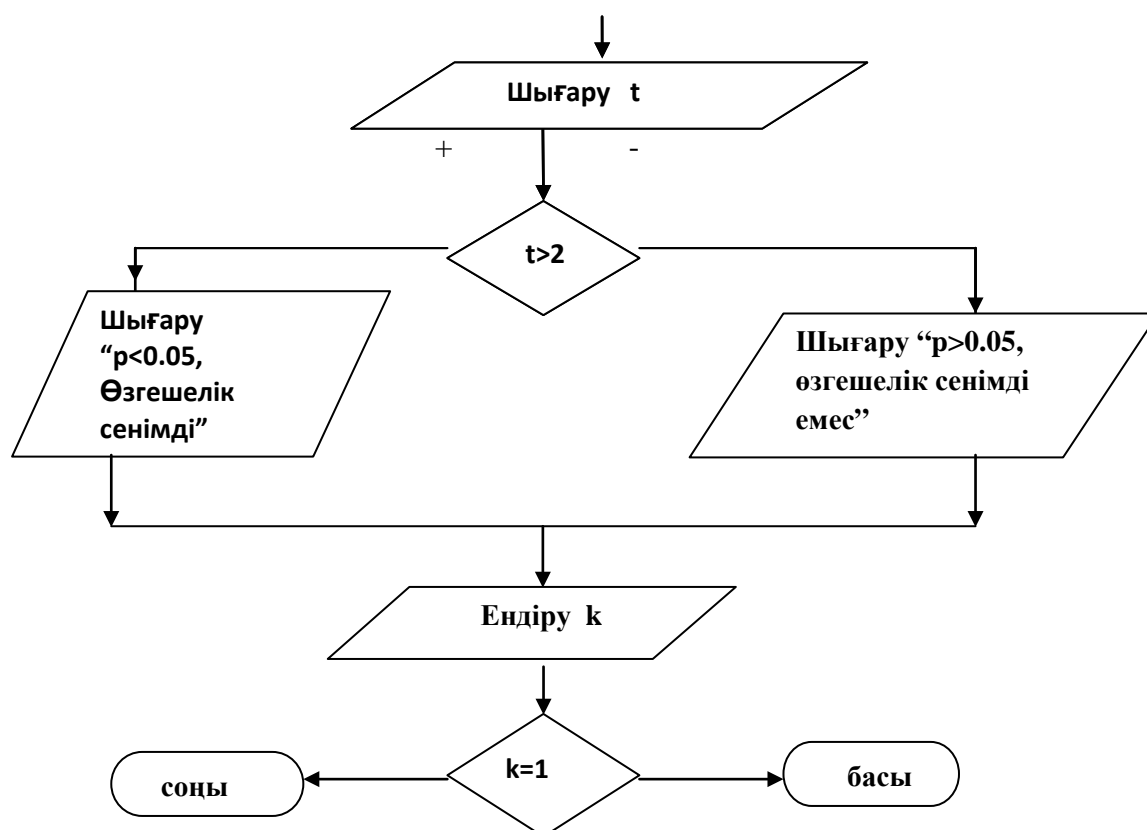 Шығару t
+ -
t>2
Шығару
“p<0.05,
Өзгешелік
сенімді”
Шығару “p>0.05,
өзгешелік сенімді
емес”
Ендіру k
k=1
соңы
басы